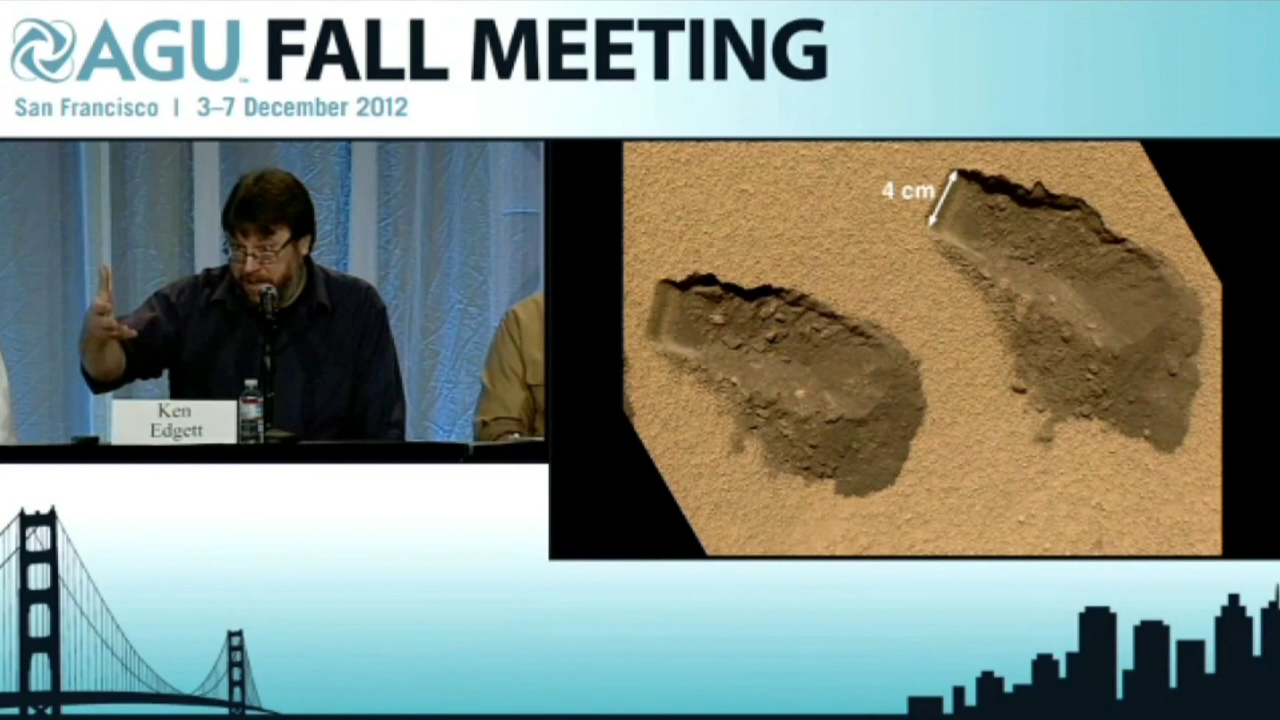 AGU FALL MEETING
San Francisco | 3–7 December 2012
4 cm
Ken
Edgett